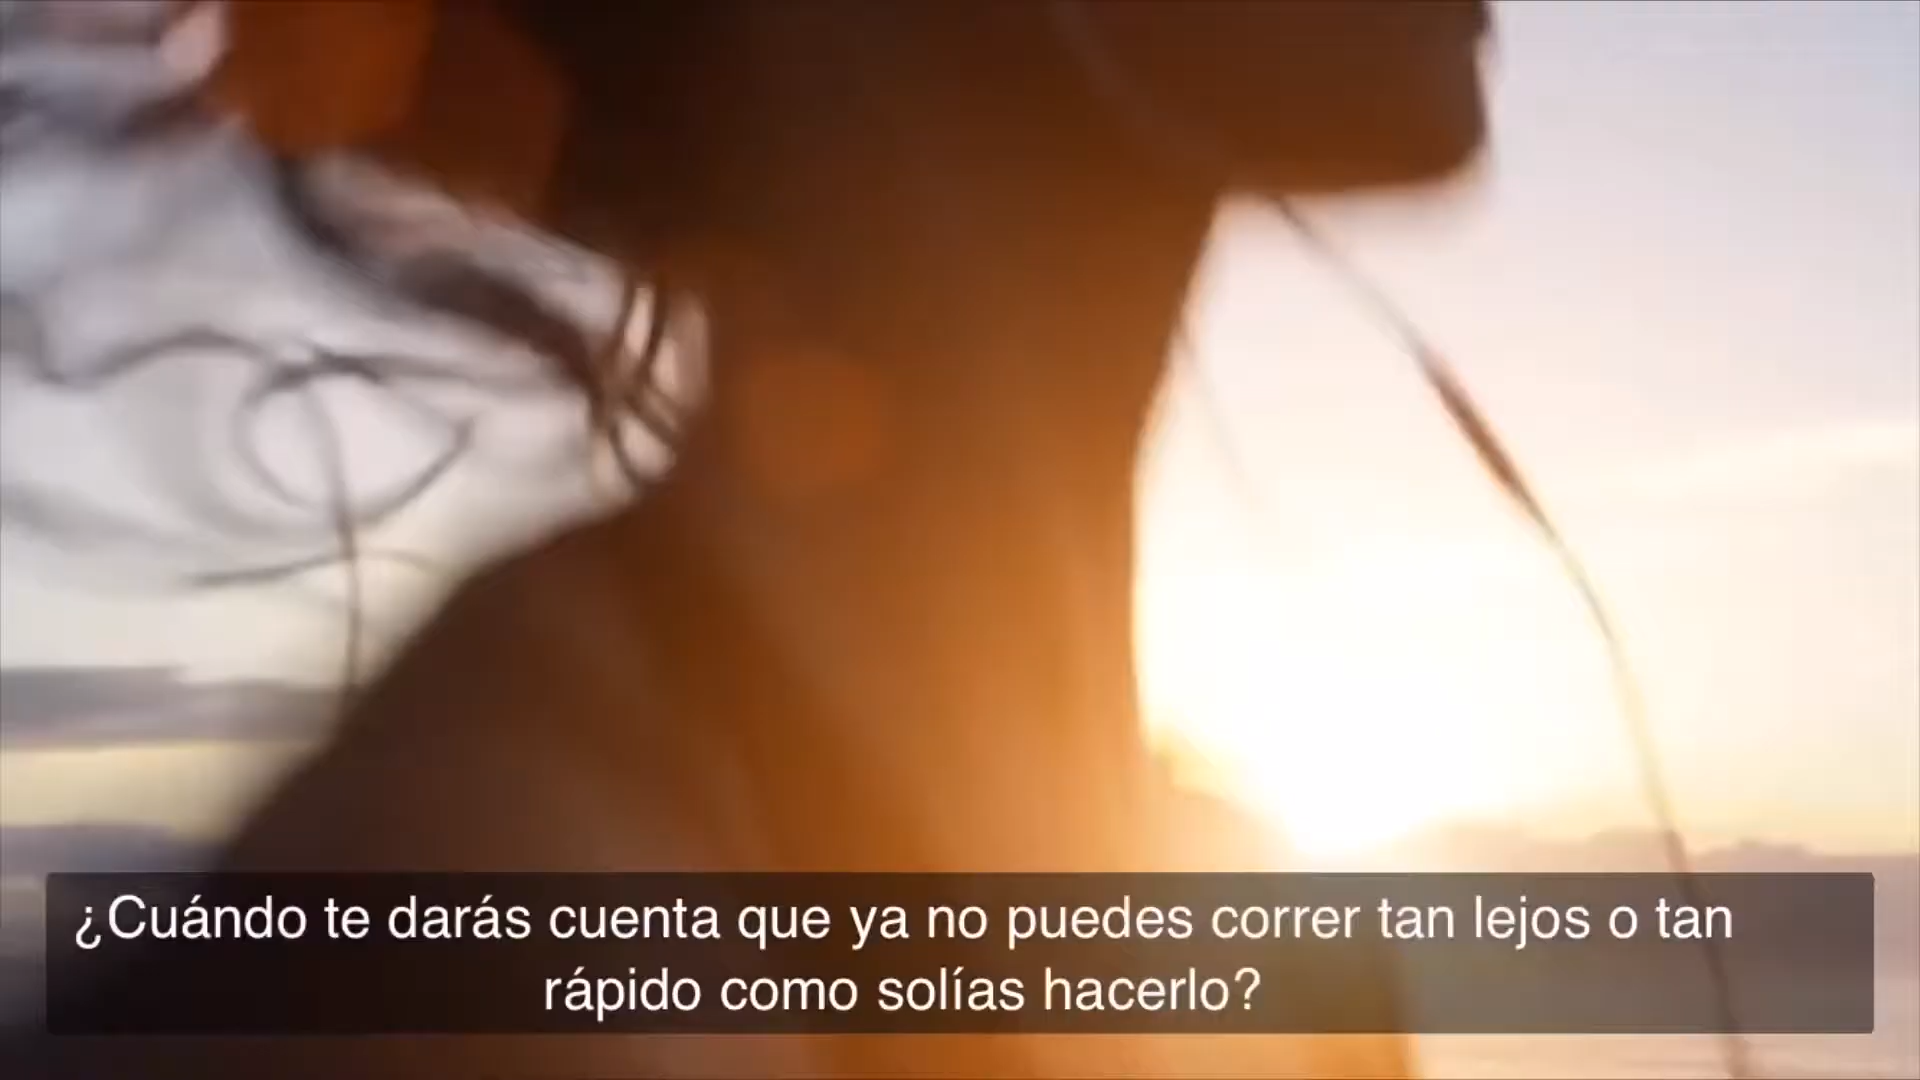 ¿Cuándo te darás cuenta que ya no puedes correr tan lejos o tan
rápido como solías hacerlo?